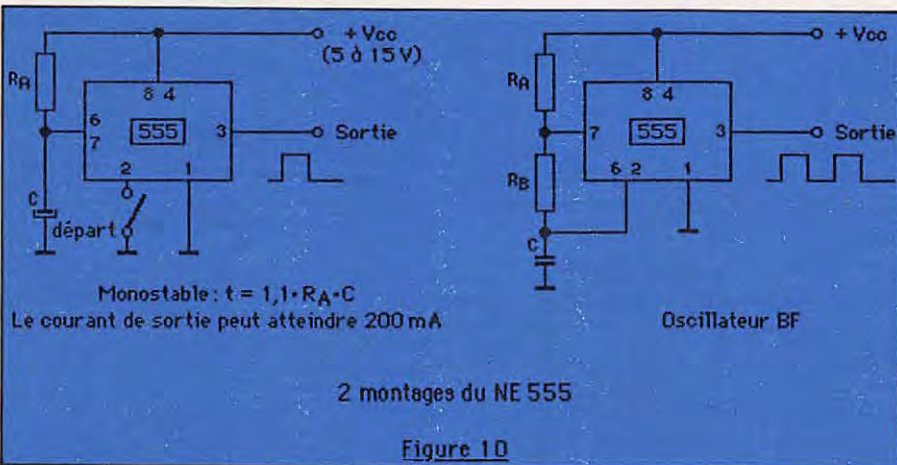 + Vcc
(5 à 15 V)
RA
8 4
6
7
555
3
Sortie
2
1
C
départ
Monostable : t = 1,1·RA·C
Le courant de sortie peut atteindre 200 mA
+ Vcc
RA
8 4
7
555
3
Sortie
RB
6 2
1
C
Oscillateur BF
2 montages du NE 555
Figure 10